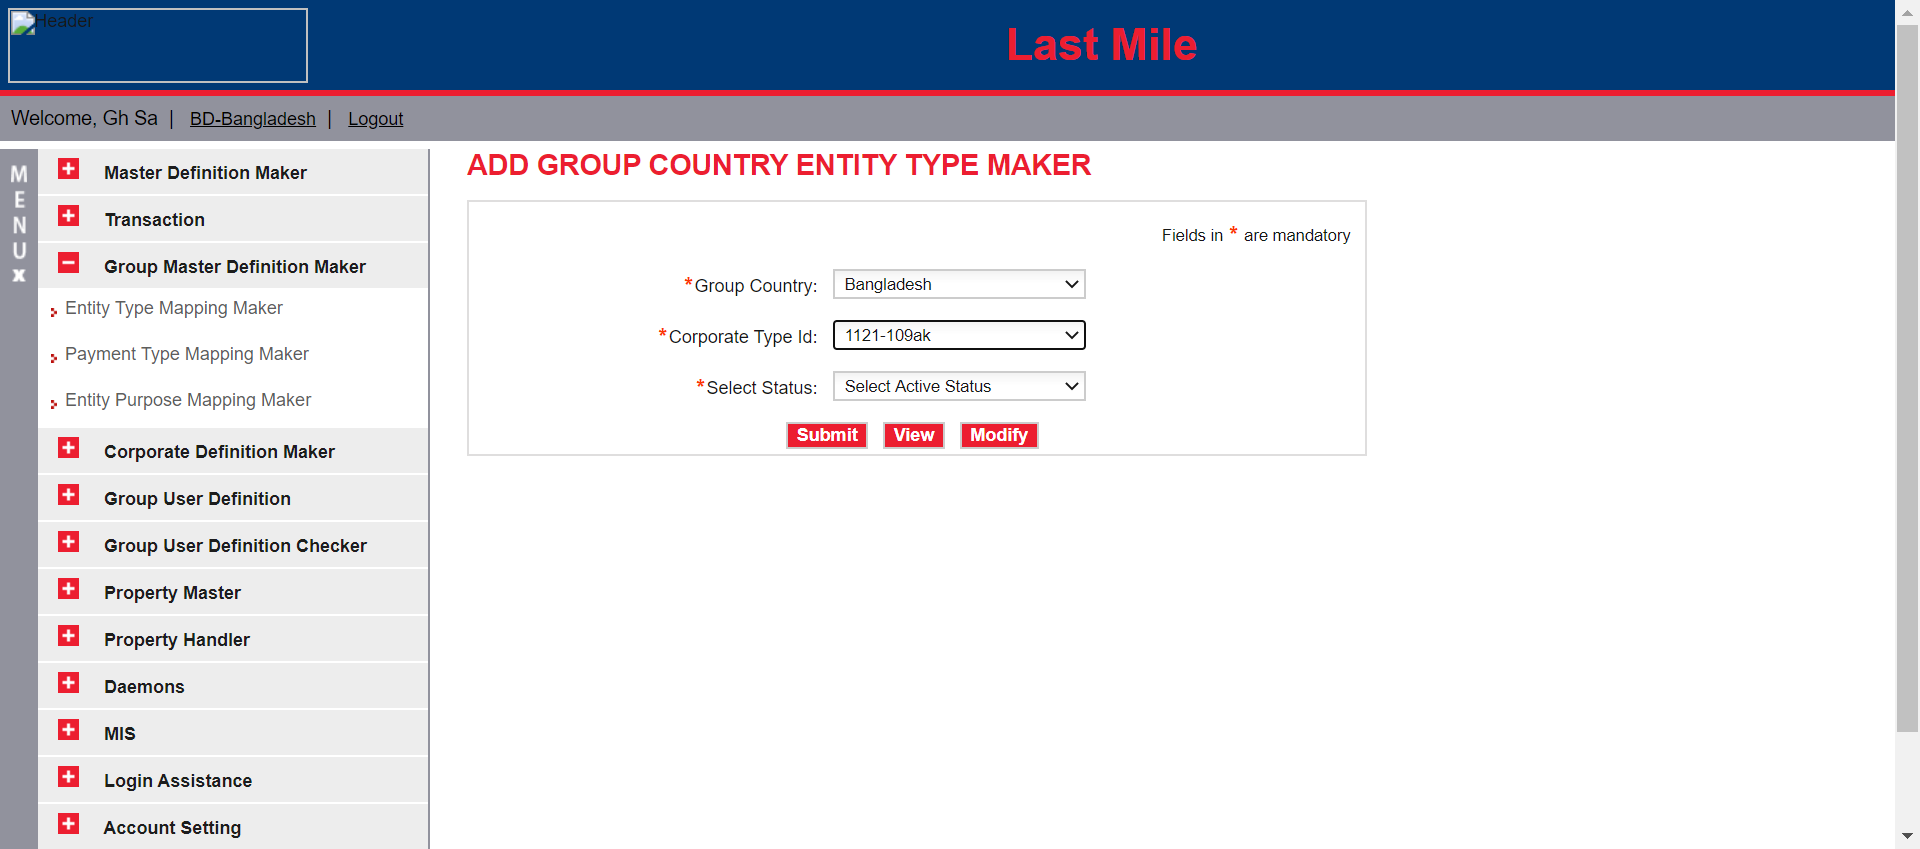 Header
Last Mile
Welcome, Gh Sa | BD-Bangladesh | Logout
MENU
x
Master Definition Maker
Transaction
Group Master Definition Maker
Entity Type Mapping Maker
Payment Type Mapping Maker
Entity Purpose Mapping Maker
Corporate Definition Maker
Group User Definition
Group User Definition Checker
Property Master
Property Handler
Daemons
MIS
Login Assistance
Account Setting
ADD GROUP COUNTRY ENTITY TYPE MAKER
Fields in * are mandatory
*Group Country: Bangladesh
*Corporate Type Id: 1121-109ak
*Select Status: Select Active Status
Submit View Modify